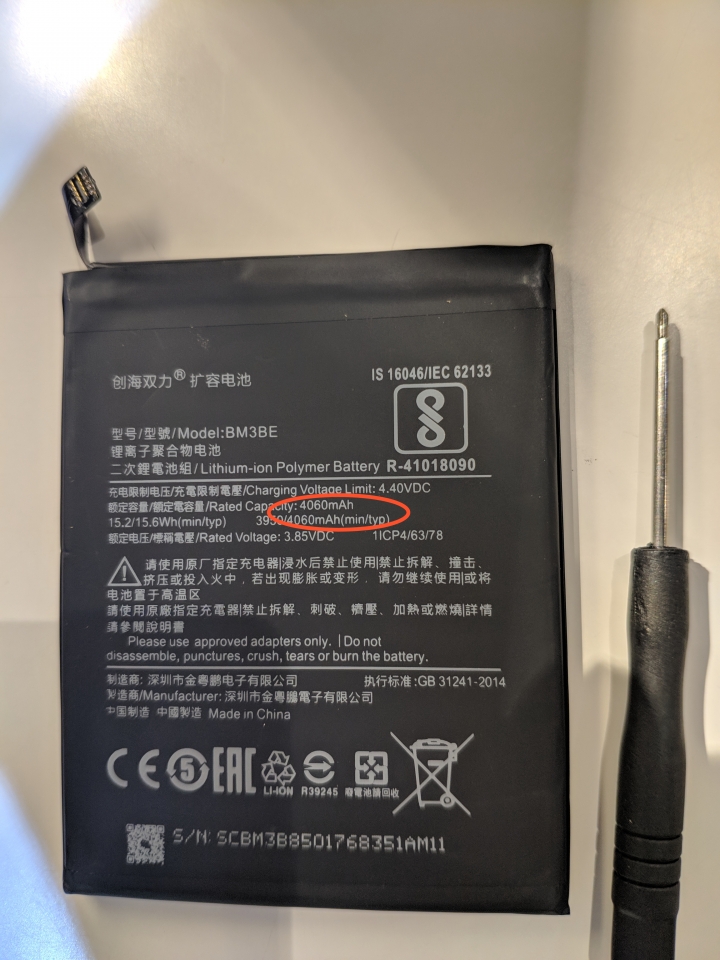 创海双力® 扩容电池
IS 16046/IEC 62133
型号/型號/Model:BM3BE
锂离子聚合物电池
二次鋰電池組/Lithium-ion Polymer Battery R-41018090
充电限制电压/充電限制電壓/Charging Voltage Limit: 4.40VDC
额定容量/額定電容量/Rated Capacity: 4060mAh
15.2/15.6Wh(min/typ) 3950/4060mAh(min/typ)
额定电压/標稱電壓/Rated Voltage: 3.85VDC 1ICP4/63/78
请使用原厂指定充电器|浸水后禁止使用|禁止拆解、撞击、
挤压或投入火中，若出现膨胀或变形，请勿继续使用|或将
电池置于高温区
請使用原廠指定充電器|禁止拆解、刺破、擠壓、加熱或燃燒|詳情
請參閱說明書
Please use approved adapters only. |Do not
disassemble, punctures, crush, tears or burn the battery.
制造商: 深圳市金粤鹏电子有限公司 执行标准:GB 31241-2014
製造商/Manufacturer: 深圳市金粵鵬電子有限公司
中国制造 中國製造 Made in China
CE 5 EAC LI-ION R39245 廢電池請回收
S/N: SCBM3B8501768351AM11